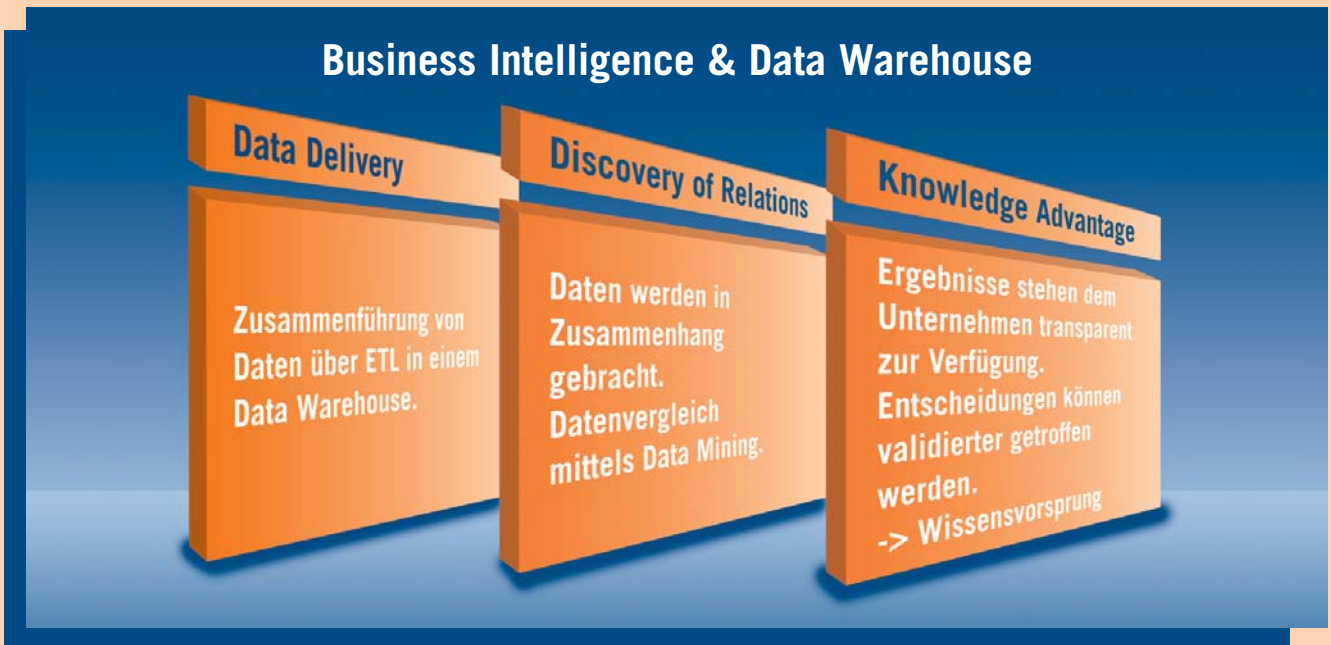 Business Intelligence & Data Warehouse
Data Delivery
Zusammenführung von
Daten über ETL in einem
Data Warehouse.
Discovery of Relations
Daten werden in
Zusammenhang
gebracht.
Datenvergleich
mittels Data Mining.
Knowledge Advantage
Ergebnisse stehen dem
Unternehmen transparent
zur Verfügung.
Entscheidungen können
validierter getroffen
werden.
-> Wissensvorsprung